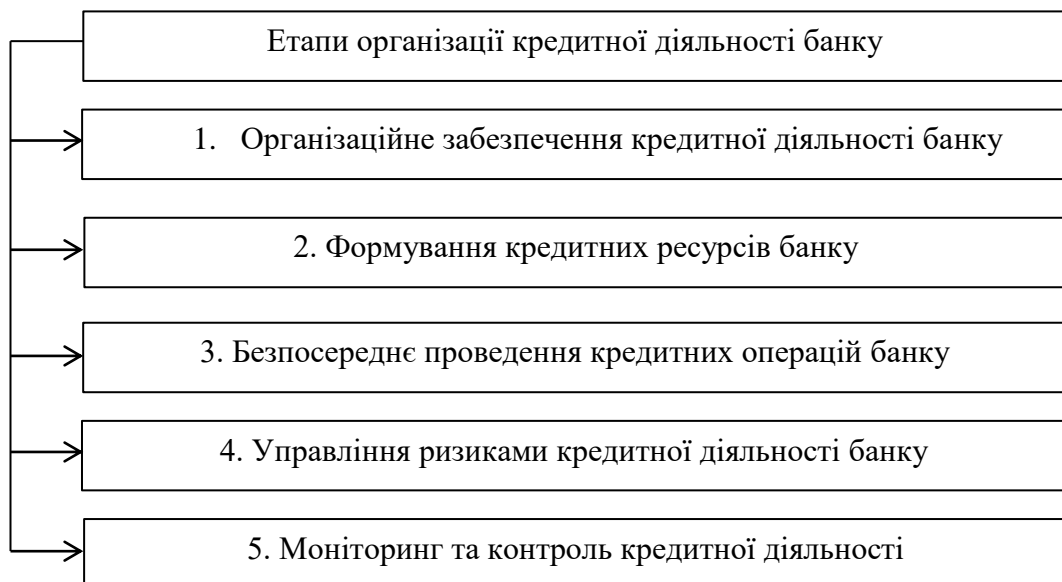 Етапи організації кредитної діяльності банку
1. Організаційне забезпечення кредитної діяльності банку
2. Формування кредитних ресурсів банку
3. Безпосереднє проведення кредитних операцій банку
4. Управління ризиками кредитної діяльності банку
5. Моніторинг та контроль кредитної діяльності